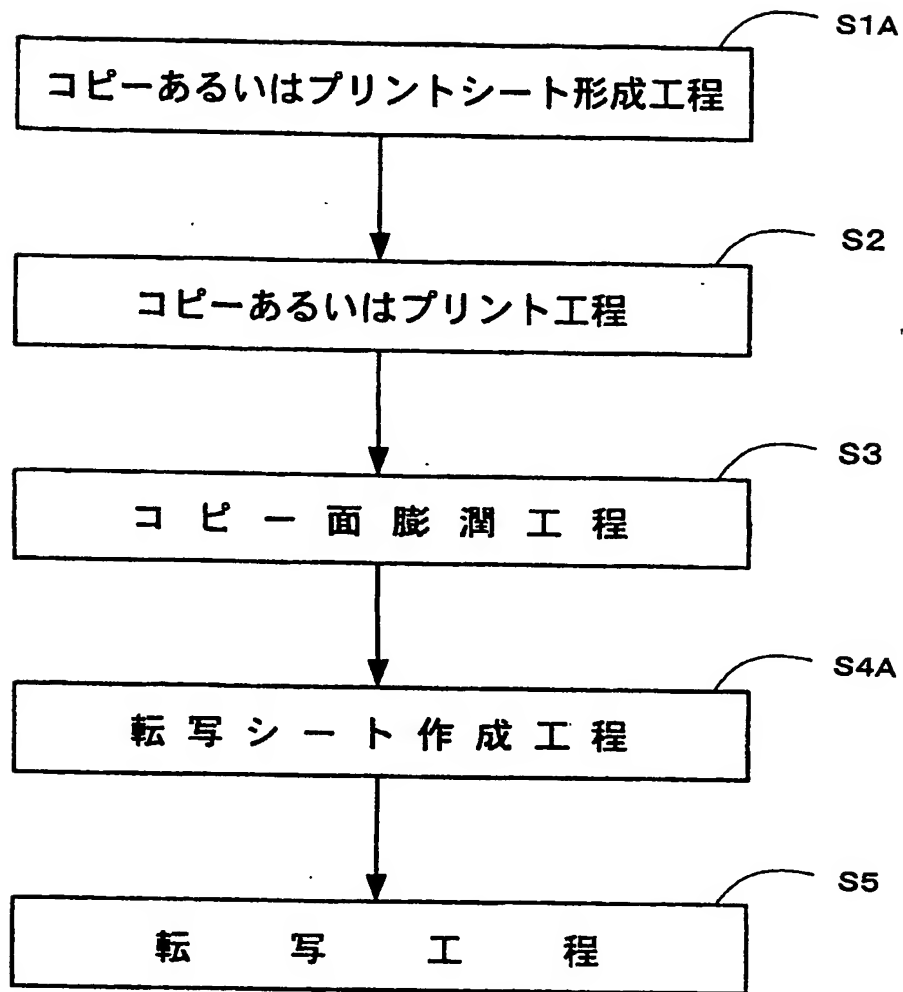 S1A
コピーあるいはプリントシート形成工程
S2
コピーあるいはプリント工程
S3
コピー面膨潤工程
S4A
転写シート作成工程
S5
転写工程